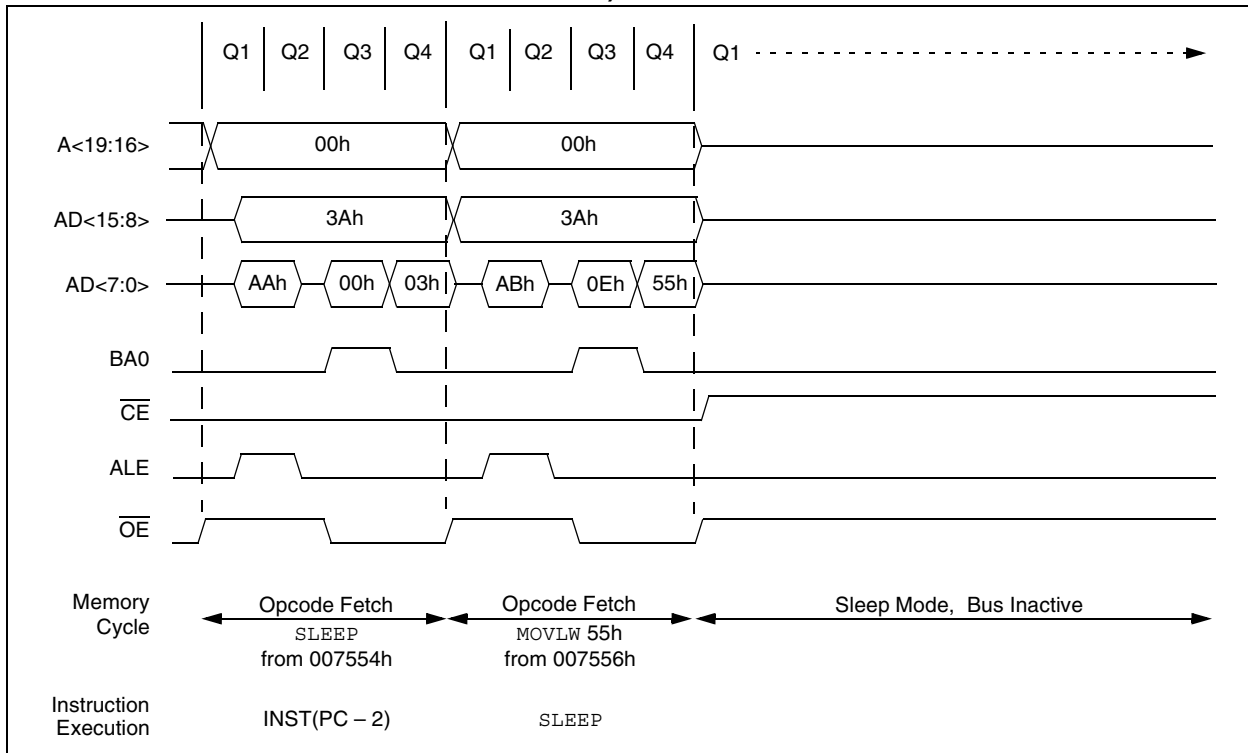 Q1 Q2 Q3 Q4 Q1 Q2 Q3 Q4 Q1
A<19:16> 00h 00h
AD<15:8> 3Ah 3Ah
AD<7:0> AAh 00h 03h ABh 0Eh 55h
BA0
CE
ALE
OE
Memory Cycle
Opcode Fetch
SLEEP
from 007554h
Opcode Fetch
MOVLW 55h
from 007556h
Sleep Mode, Bus Inactive
Instruction Execution
INST(PC – 2)
SLEEP